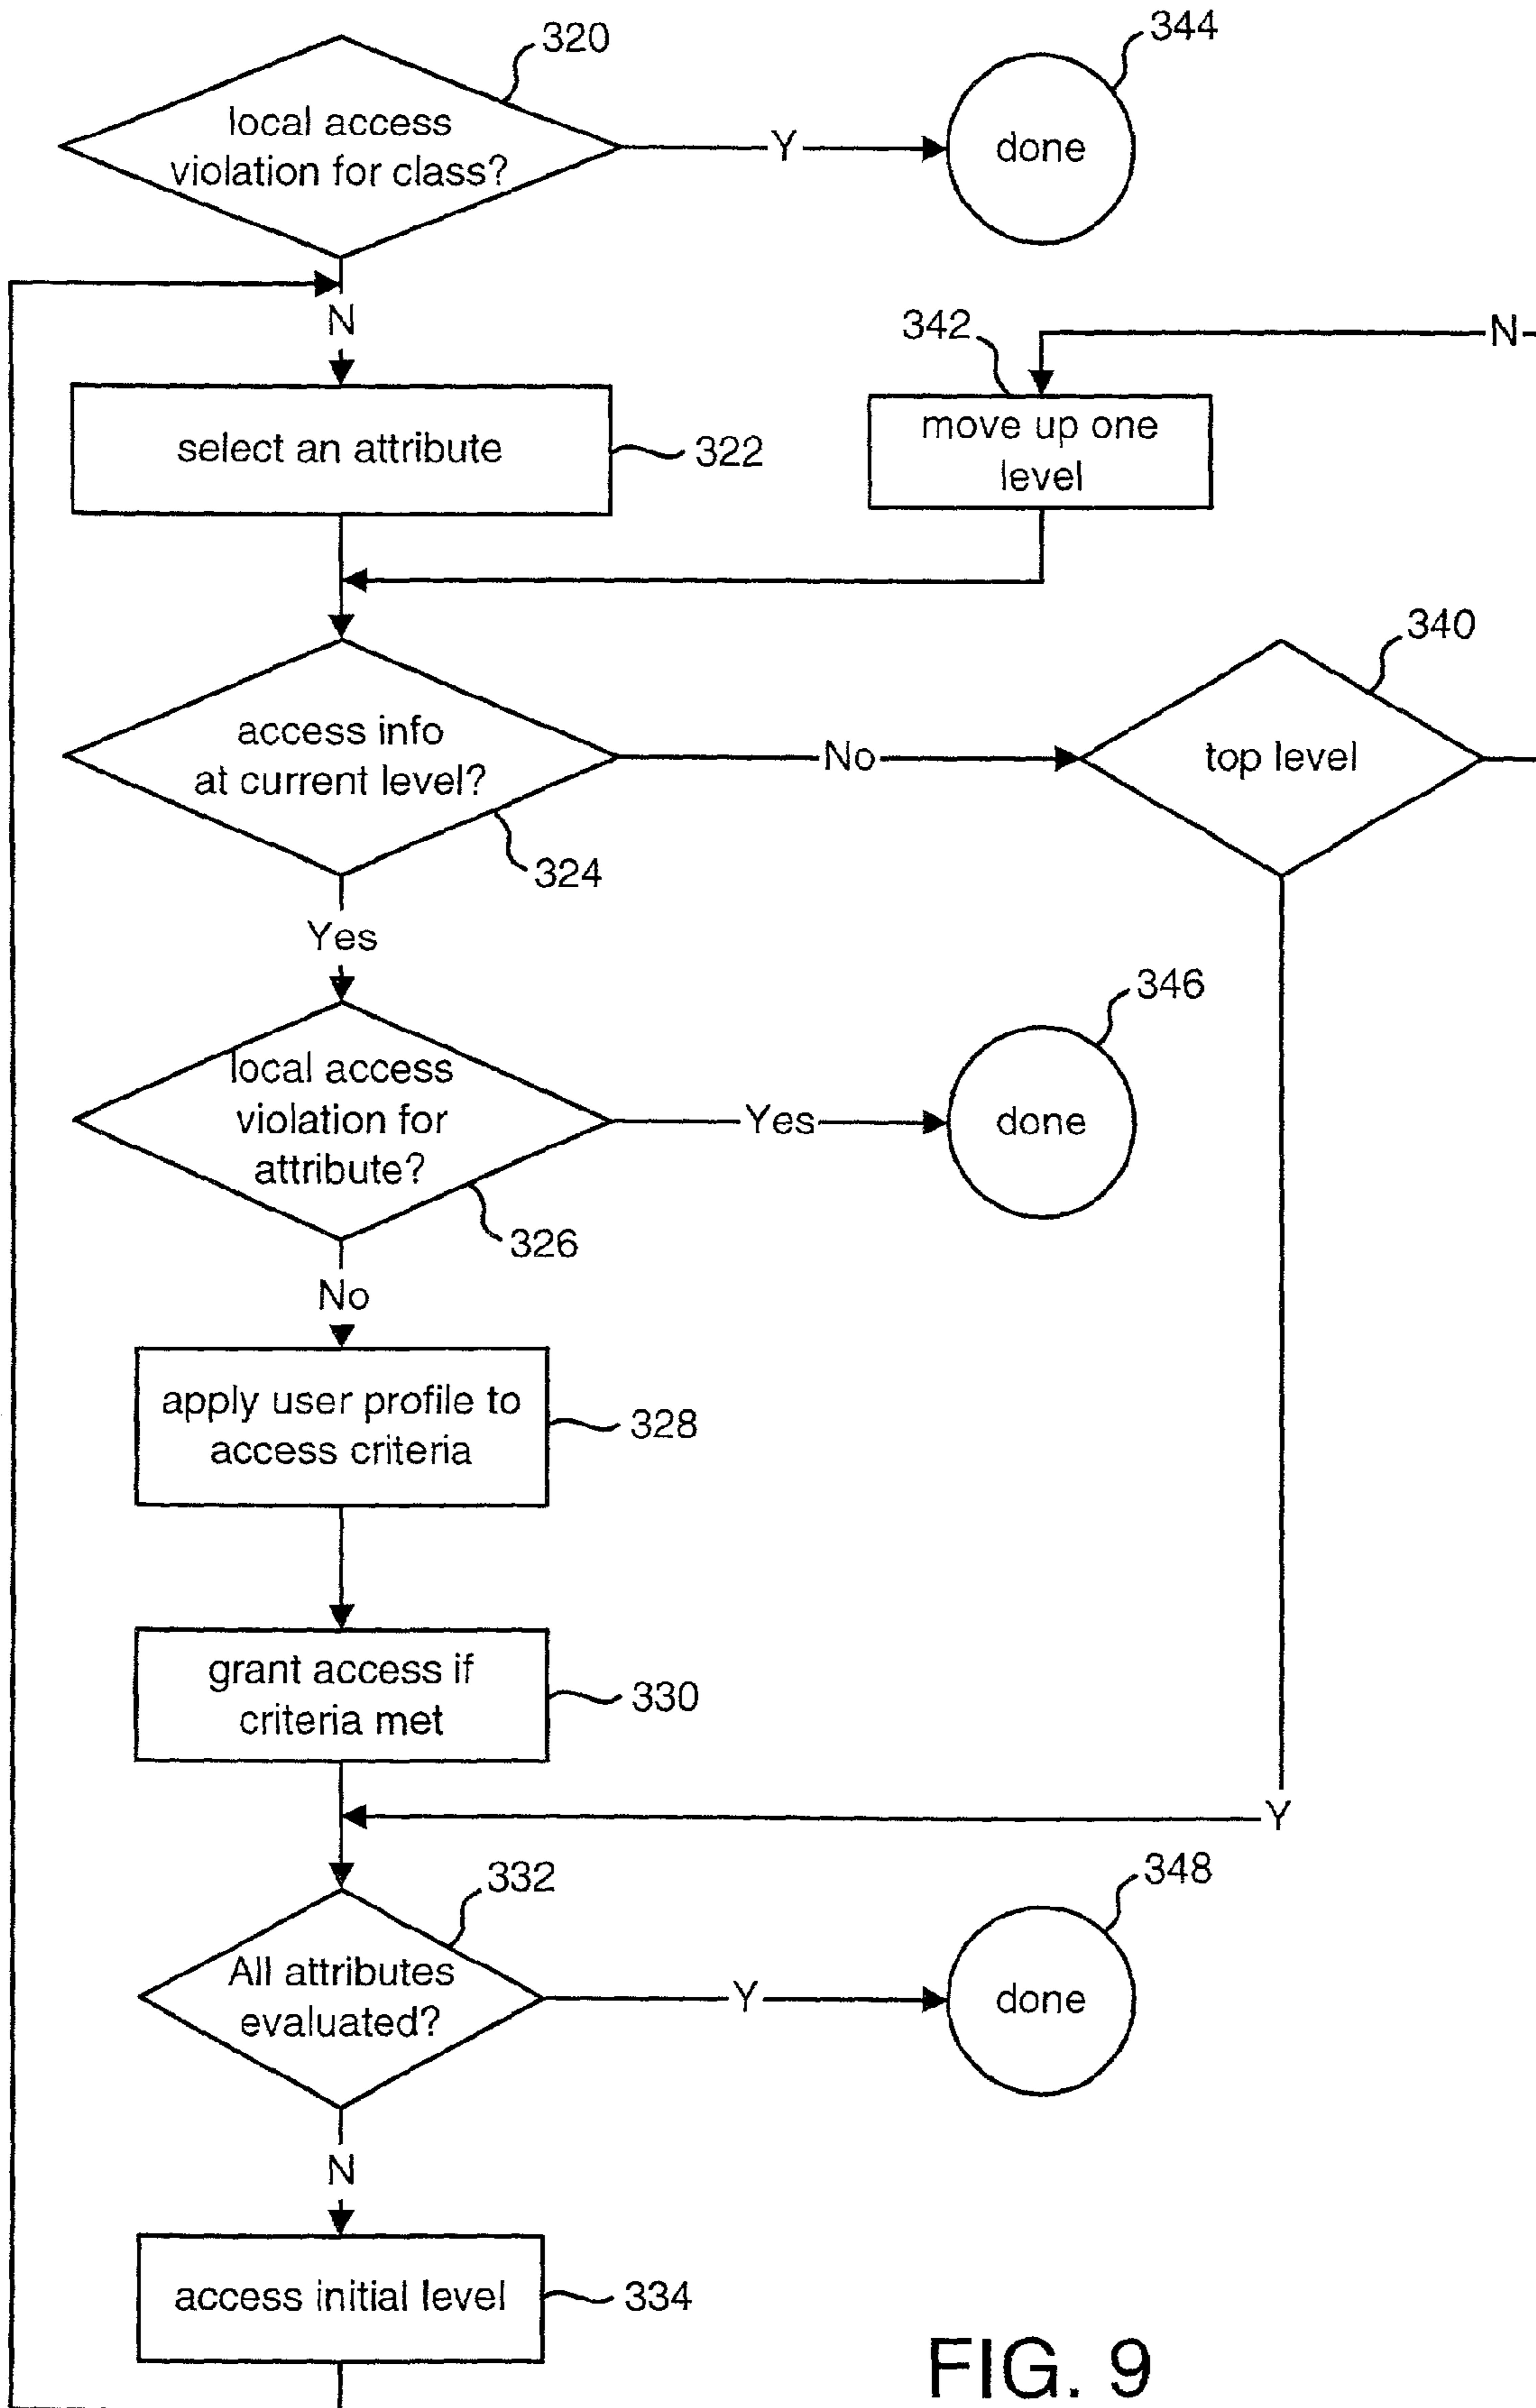 320
344
local access
violation for class?
Y
done
N
342
N
select an attribute
322
move up one
level
340
access info
at current level?
No
top level
324
Yes
346
local access
violation for
attribute?
Yes
done
326
No
apply user profile to
access criteria
328
grant access if
criteria met
330
Y
332
348
All attributes
evaluated?
Y
done
N
access initial level
334
FIG. 9